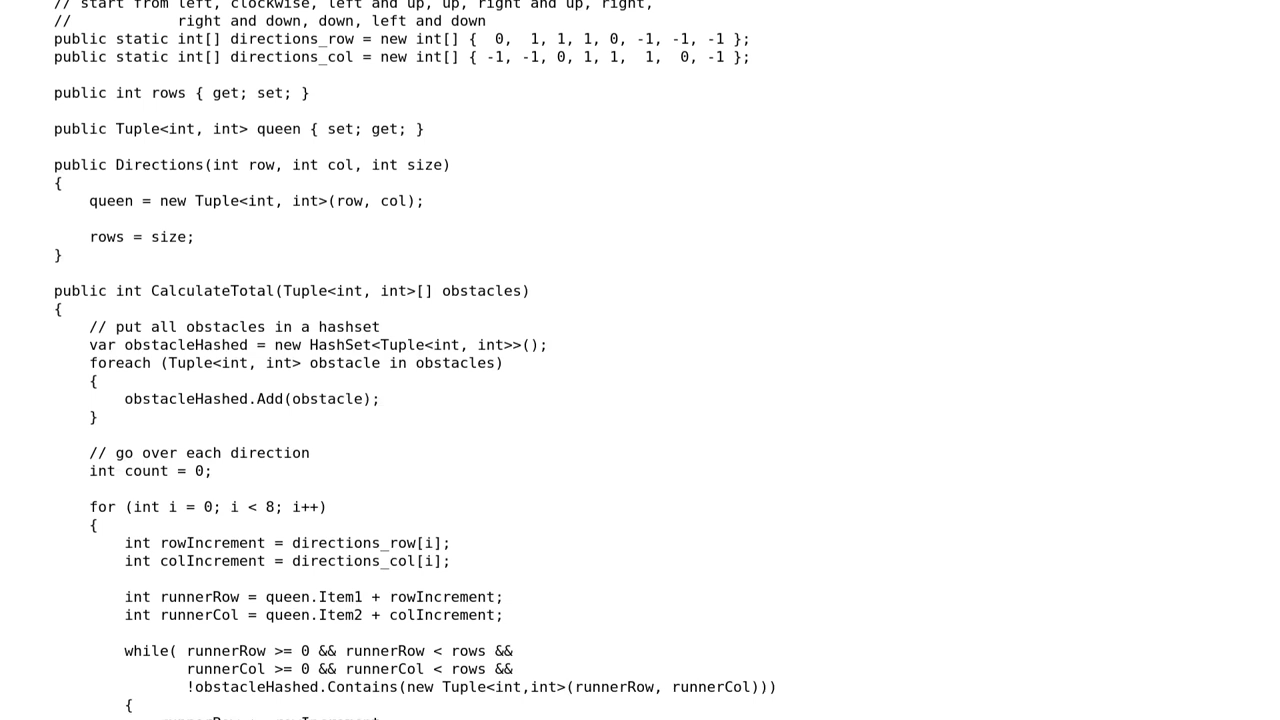 // start from left, clockwise, left and up, up, right and up, right,
//            right and down, down, left and down
public static int[] directions_row = new int[] {  0,  1, 1, 1, 0, -1, -1, -1 };
public static int[] directions_col = new int[] { -1, -1, 0, 1, 1,  1,  0, -1 };

public int rows { get; set; }

public Tuple<int, int> queen { set; get; }

public Directions(int row, int col, int size)
{
    queen = new Tuple<int, int>(row, col);

    rows = size;
}

public int CalculateTotal(Tuple<int, int>[] obstacles)
{
    // put all obstacles in a hashset
    var obstacleHashed = new HashSet<Tuple<int, int>>();
    foreach (Tuple<int, int> obstacle in obstacles)
    {
        obstacleHashed.Add(obstacle);
    }

    // go over each direction
    int count = 0;

    for (int i = 0; i < 8; i++)
    {
        int rowIncrement = directions_row[i];
        int colIncrement = directions_col[i];

        int runnerRow = queen.Item1 + rowIncrement;
        int runnerCol = queen.Item2 + colIncrement;

        while( runnerRow >= 0 && runnerRow < rows &&
               runnerCol >= 0 && runnerCol < rows &&
               !obstacleHashed.Contains(new Tuple<int,int>(runnerRow, runnerCol)))
        {